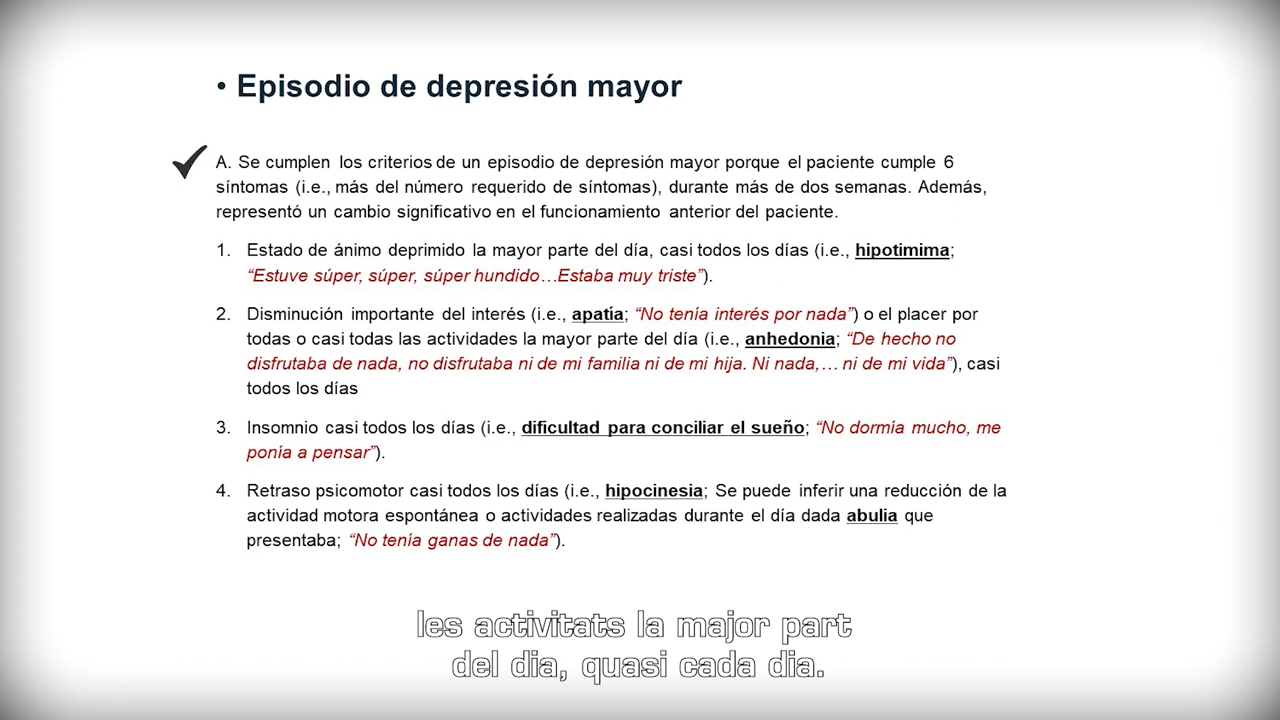 • Episodio de depresión mayor
A. Se cumplen los criterios de un episodio de depresión mayor porque el paciente cumple 6
síntomas (i.e., más del número requerido de síntomas), durante más de dos semanas. Además,
representó un cambio significativo en el funcionamiento anterior del paciente.
1. Estado de ánimo deprimido la mayor parte del día, casi todos los días (i.e., hipotimima;
“Estuve súper, súper, súper hundido…Estaba muy triste”).
2. Disminución importante del interés (i.e., apatía; “No tenía interés por nada”) o el placer por
todas o casi todas las actividades la mayor parte del día (i.e., anhedonia; “De hecho no
disfrutaba de nada, no disfrutaba ni de mi familia ni de mi hija. Ni nada,… ni de mi vida”), casi
todos los días
3. Insomnio casi todos los días (i.e., dificultad para conciliar el sueño; “No dormía mucho, me
ponía a pensar”).
4. Retraso psicomotor casi todos los días (i.e., hipocinesia; Se puede inferir una reducción de la
actividad motora espontánea o actividades realizadas durante el día dada abulia que
presentaba; “No tenía ganas de nada”).
les activitats la major part
del dia, quasi cada dia.